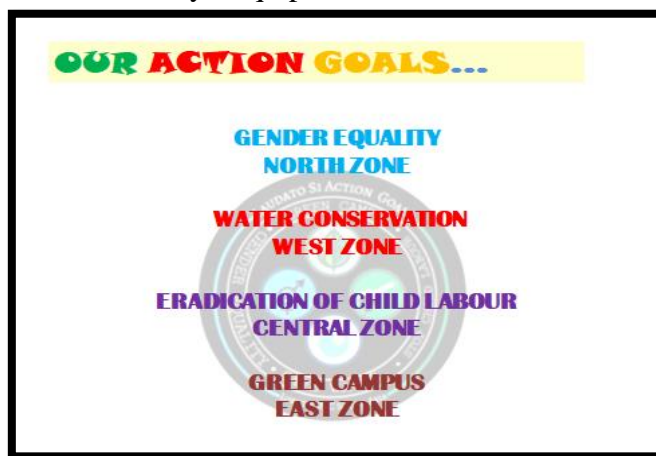 OUR ACTION GOALS...
GENDER EQUALITY
NORTH ZONE
WATER CONSERVATION
WEST ZONE
ERADICATION OF CHILD LABOUR
CENTRAL ZONE
GREEN CAMPUS
EAST ZONE